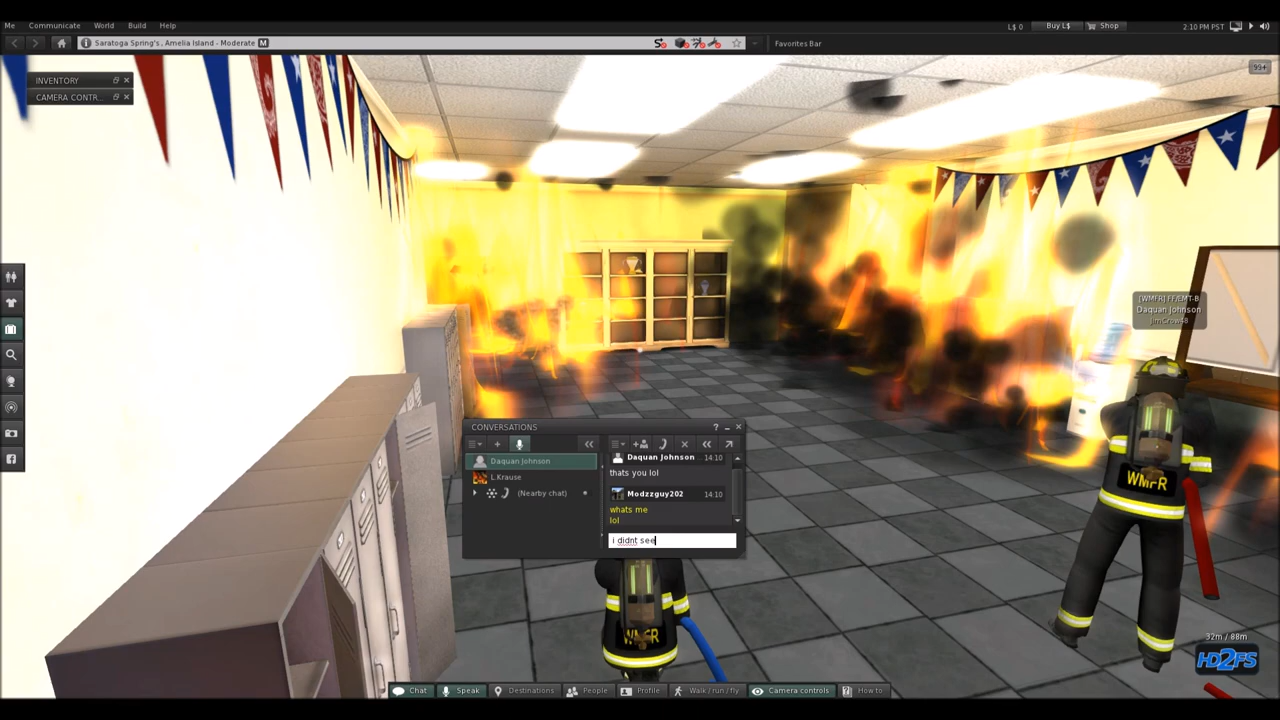 Me Communicate World Build Help
L$ 0 Buy L$ Shop 2:10 PM PST
Saratoga Spring's, Amelia Island - Moderate M
Favorites Bar
99+
INVENTORY
CAMERA CONTR...
[WMFR] FF/EMT-B
Daquan Johnson
JimCrow48
CONVERSATIONS
Daquan Johnson
L.Krause
(Nearby chat)
Daquan Johnson 14:10
thats you lol
Modzzguy202 14:10
whats me
lol
i didnt see
WMFR
WMFR
32m / 88m
HD2FS
Chat Speak Destinations People Profile Walk / run / fly Camera controls How to